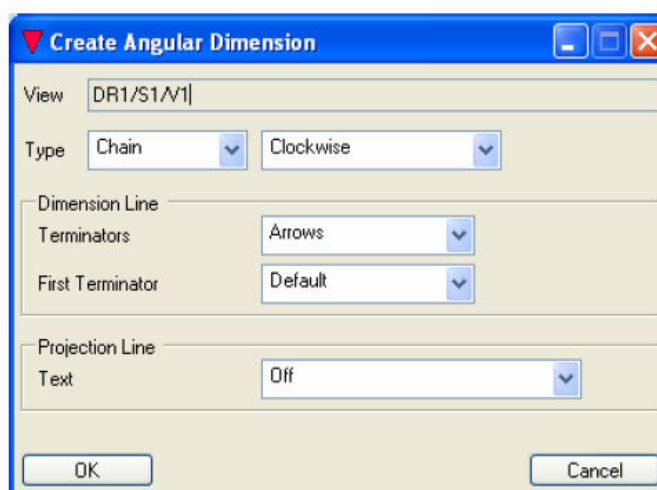 Create Angular Dimension
View DR1/S1/V1
Type Chain Clockwise
Dimension Line
Terminators Arrows
First Terminator Default
Projection Line
Text Off
OK Cancel